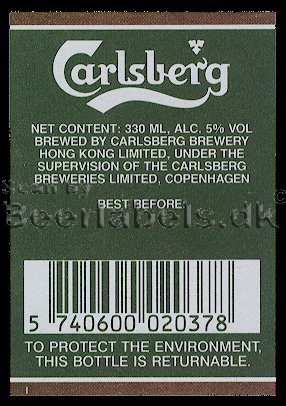 Carlsberg
NET CONTENT: 330 ML, ALC. 5% VOL
BREWED BY CARLSBERG BREWERY
HONG KONG LIMITED, UNDER THE
SUPERVISION OF THE CARLSBERG
BREWERIES LIMITED, COPENHAGEN
Scan by
BEST BEFORE:
Beerlabels.dk
5 740600 020378
TO PROTECT THE ENVIRONMENT,
THIS BOTTLE IS RETURNABLE.